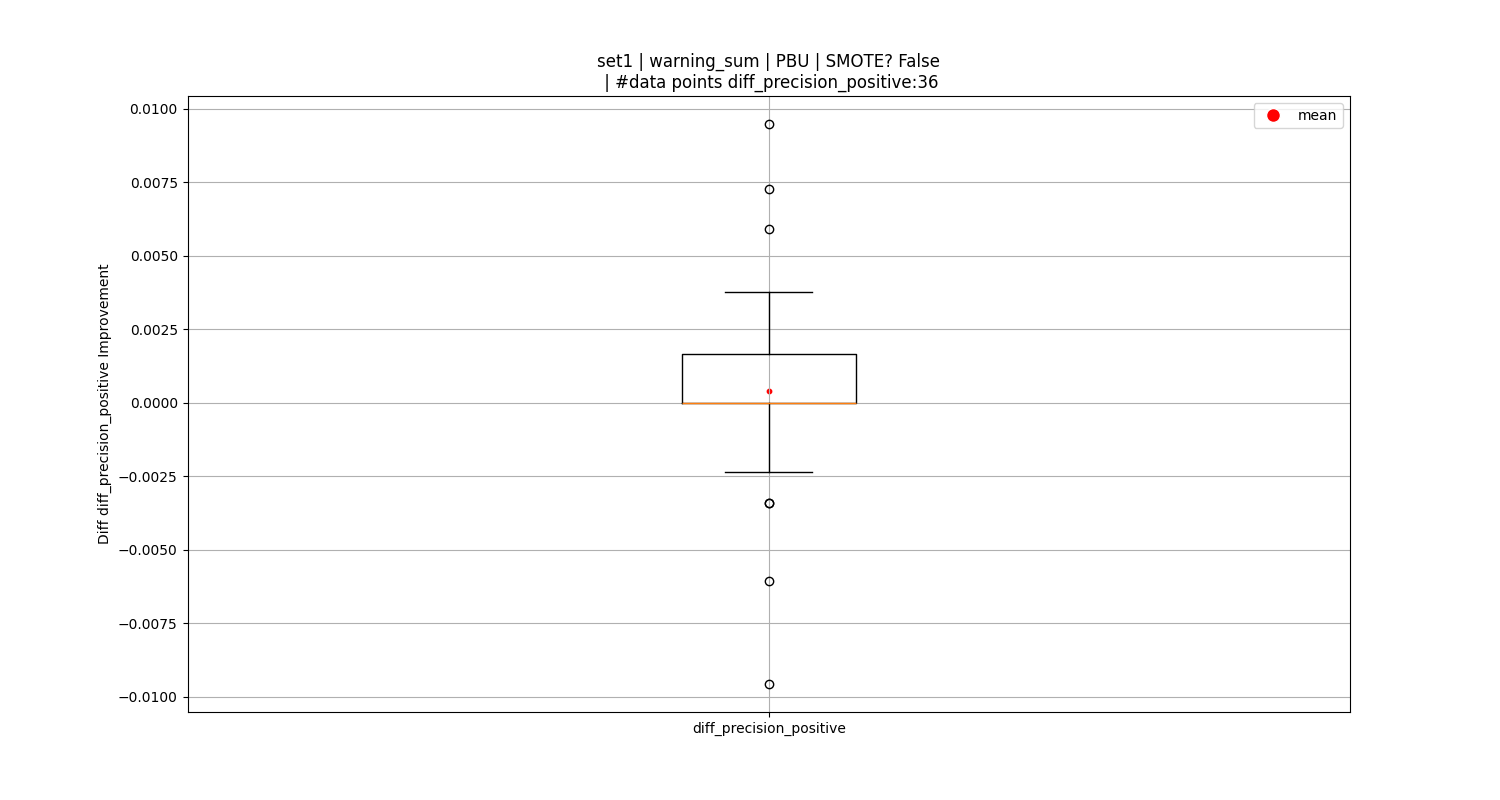 set1 | warning_sum | PBU | SMOTE? False
| #data points diff_precision_positive:36
mean
0.0100
0.0075
0.0050
0.0025
0.0000
−0.0025
−0.0050
−0.0075
−0.0100
Diff diff_precision_positive Improvement
diff_precision_positive